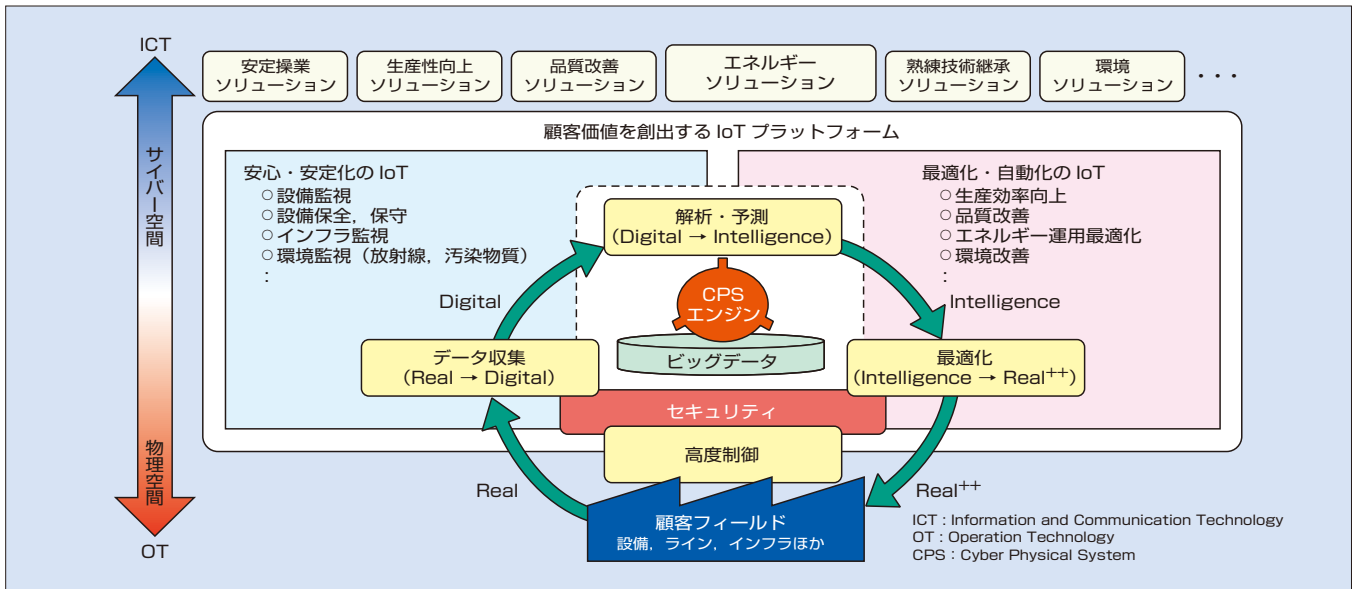 ICT
安定操業
ソリューション
生産性向上
ソリューション
品質改善
ソリューション
エネルギー
ソリューション
熟練技術継承
ソリューション
環境
ソリューション
・・・
顧客価値を創出する IoT プラットフォーム
サイバー空間
物理空間
OT
安心・安定化の IoT
○設備監視
○設備保全，保守
○インフラ監視
○環境監視（放射線，汚染物質）
：
最適化・自動化の IoT
○生産効率向上
○品質改善
○エネルギー運用最適化
○環境改善
：
解析・予測
(Digital → Intelligence)
CPS
エンジン
ビッグデータ
Digital
Intelligence
データ収集
(Real → Digital)
最適化
(Intelligence → Real++)
セキュリティ
高度制御
Real
Real++
顧客フィールド
設備，ライン，インフラほか
ICT : Information and Communication Technology
OT : Operation Technology
CPS : Cyber Physical System